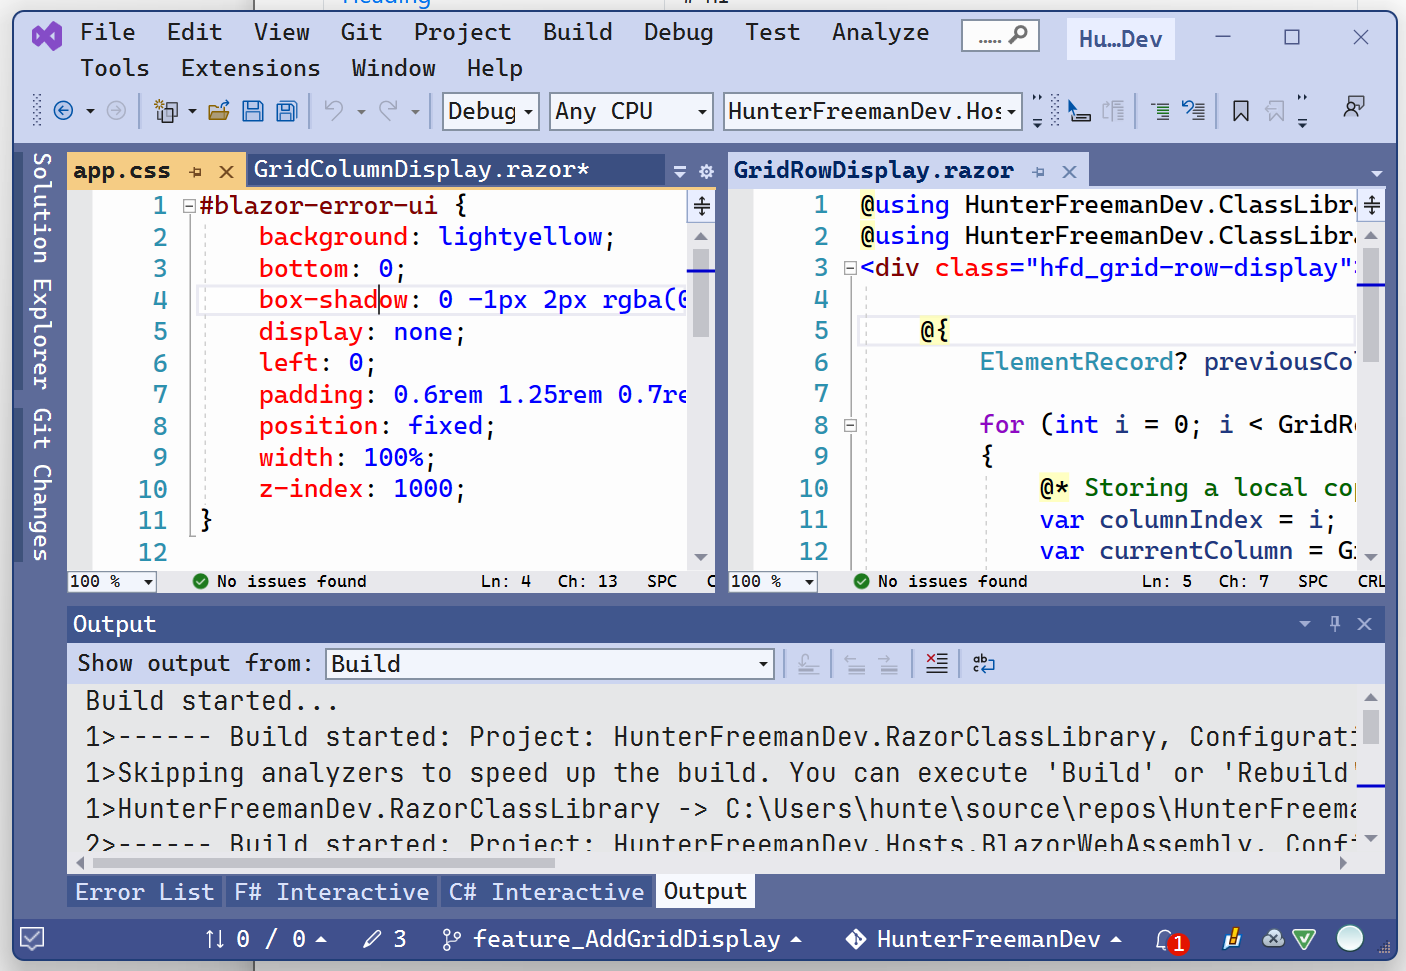 Heading
File Edit View Git Project Build Debug Test Analyze ..... Hu...Dev
Tools Extensions Window Help
Debug Any CPU HunterFreemanDev.Hos
Solution Explorer
Git Changes
app.css GridColumnDisplay.razor*
1 #blazor-error-ui {
2 background: lightyellow;
3 bottom: 0;
4 box-shadow: 0 -1px 2px rgba(0
5 display: none;
6 left: 0;
7 padding: 0.6rem 1.25rem 0.7re
8 position: fixed;
9 width: 100%;
10 z-index: 1000;
11 }
12
100 % No issues found Ln: 4 Ch: 13 SPC C
GridRowDisplay.razor
1 @using HunterFreemanDev.ClassLibra
2 @using HunterFreemanDev.ClassLibra
3 <div class="hfd_grid-row-display">
4
5 @{
6 ElementRecord? previousCo
7
8 for (int i = 0; i < GridRo
9 {
10 @* Storing a local cop
11 var columnIndex = i;
12 var currentColumn = Gr
100 % No issues found Ln: 5 Ch: 7 SPC CRL
Output
Show output from: Build
Build started...
1>------ Build started: Project: HunterFreemanDev.RazorClassLibrary, Configurati
1>Skipping analyzers to speed up the build. You can execute 'Build' or 'Rebuild'
1>HunterFreemanDev.RazorClassLibrary -> C:\Users\hunte\source\repos\HunterFreema
2>------ Build started: Project: HunterFreemanDev.Hosts.BlazorWebAssembly, Conf
Error List F# Interactive C# Interactive Output
0 / 0 3 feature_AddGridDisplay HunterFreemanDev 1